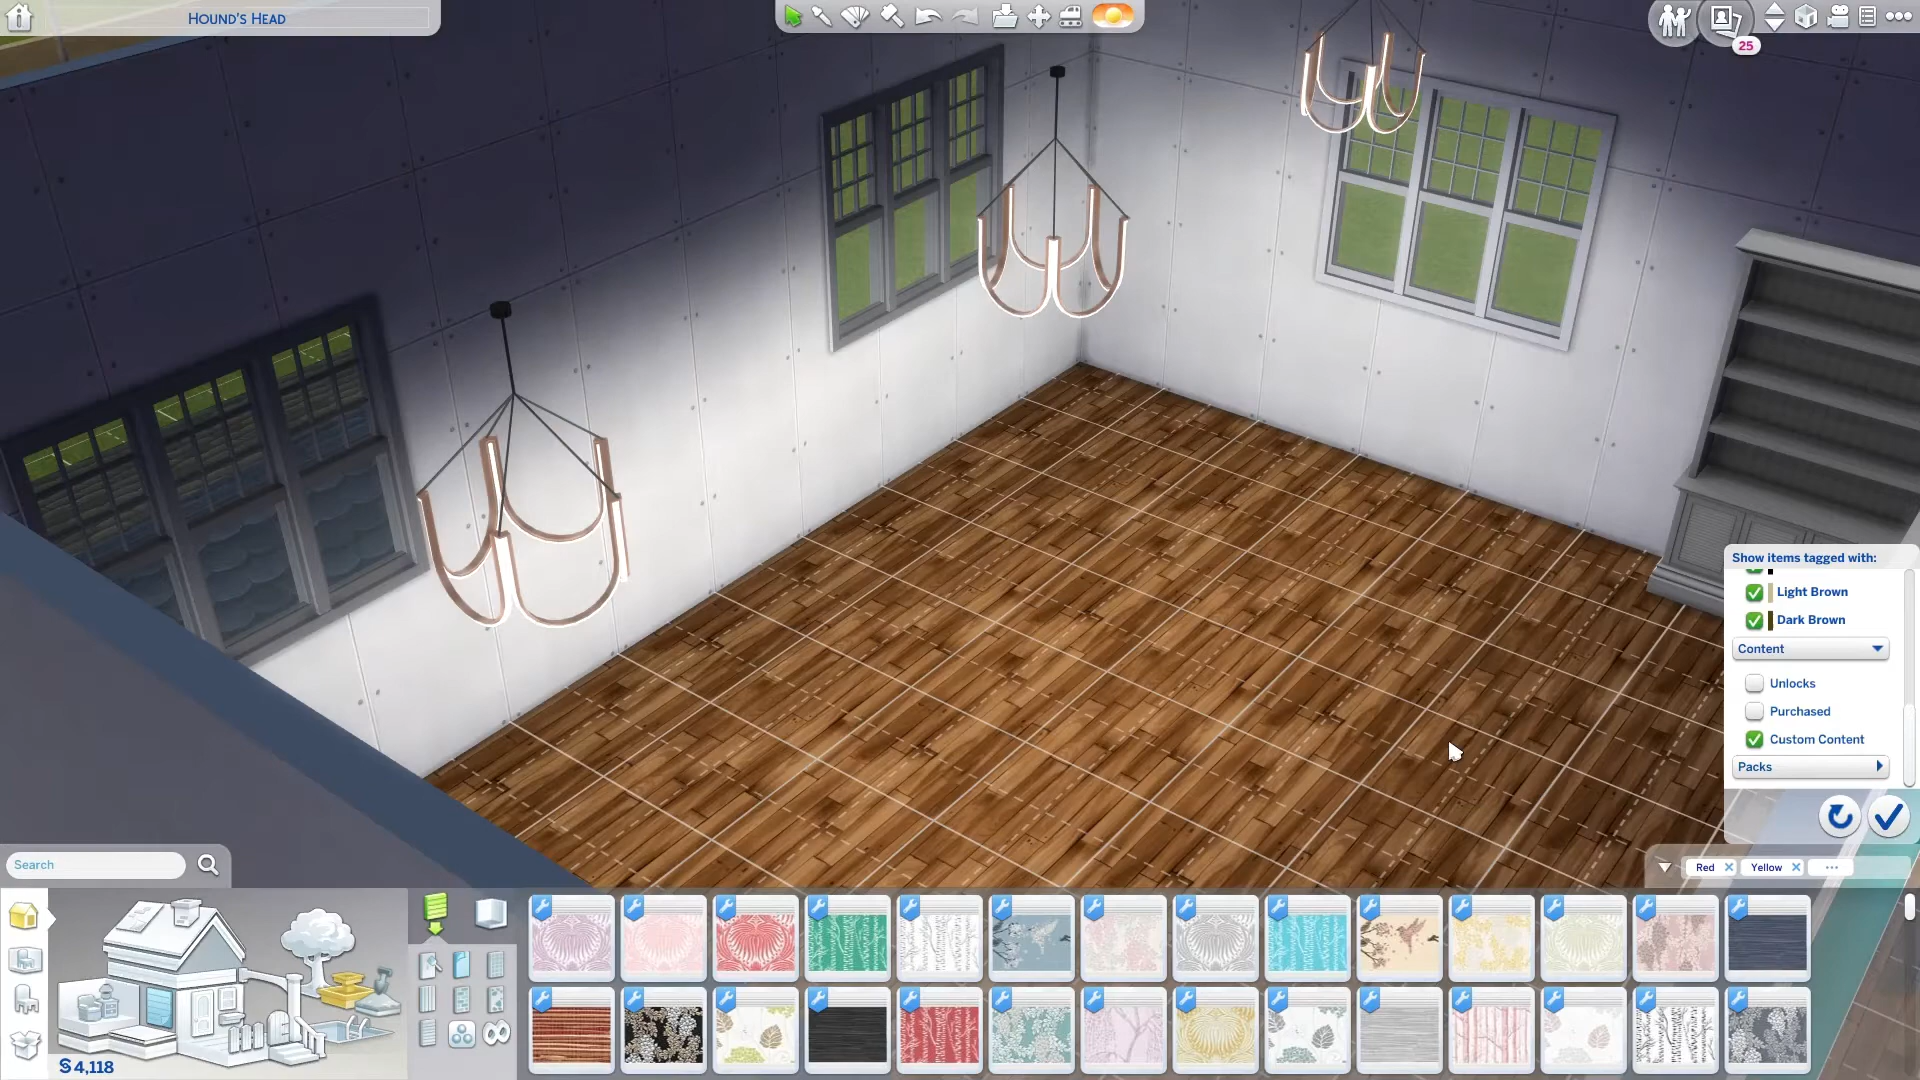 HOUND'S HEAD
25
Show items tagged with:
Light Brown
Dark Brown
Content
Unlocks
Purchased
Custom Content
Packs
Search
Red
Yellow
...
§4,118